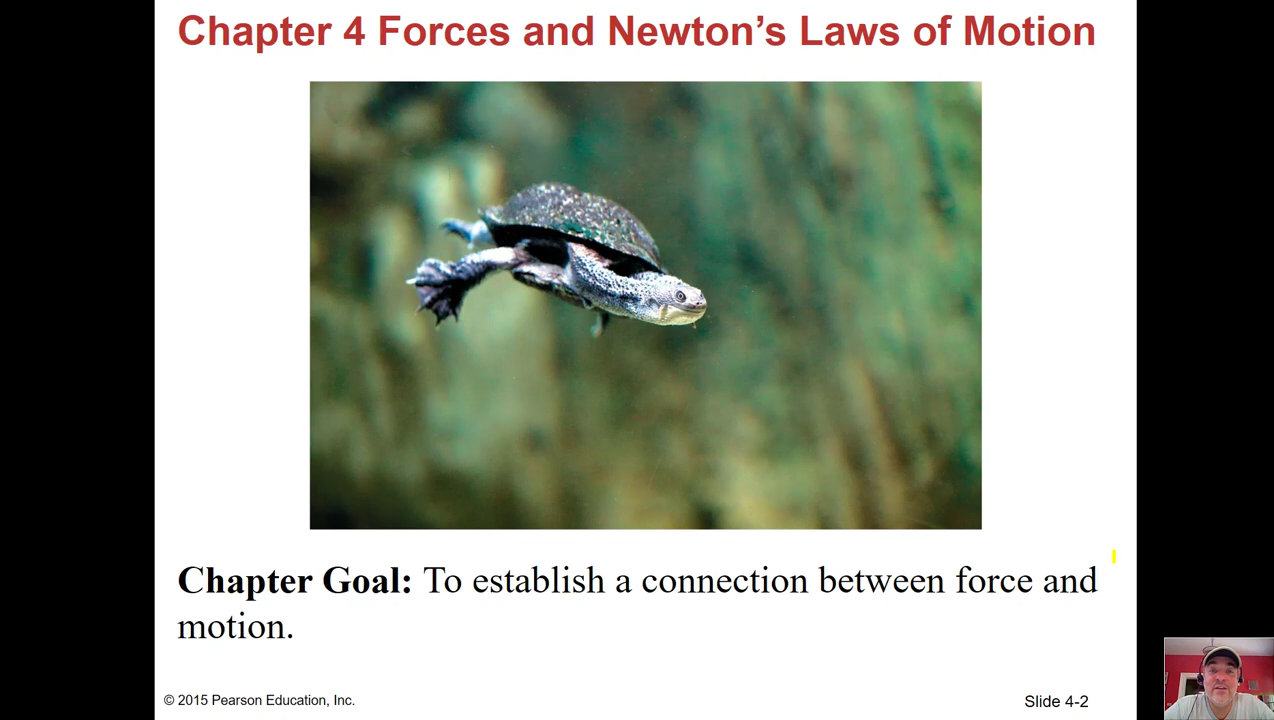 Chapter 4 Forces and Newton’s Laws of Motion
Chapter Goal: To establish a connection between force and
motion.
© 2015 Pearson Education, Inc.
Slide 4-2